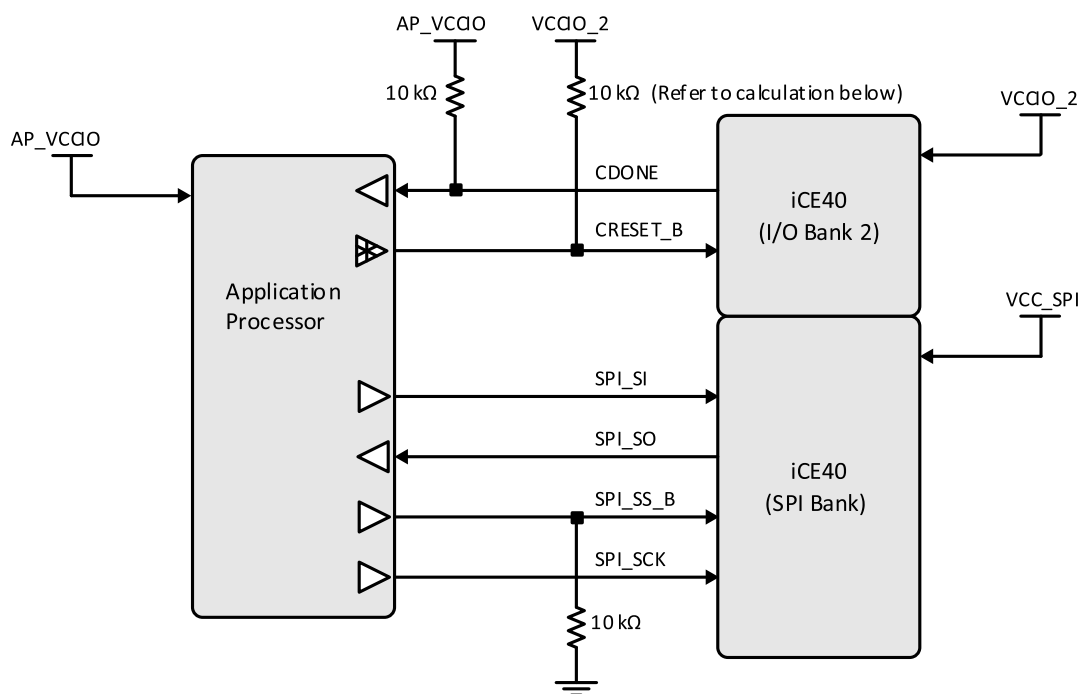 AP_VCCIO
VCCIO_2
10 kΩ
10 kΩ (Refer to calculation below)
VCCIO_2
AP_VCCIO
CDONE
iCE40
(I/O Bank 2)
CRESET_B
Application
Processor
VCC_SPI
SPI_SI
SPI_SO
iCE40
(SPI Bank)
SPI_SS_B
SPI_SCK
10 kΩ